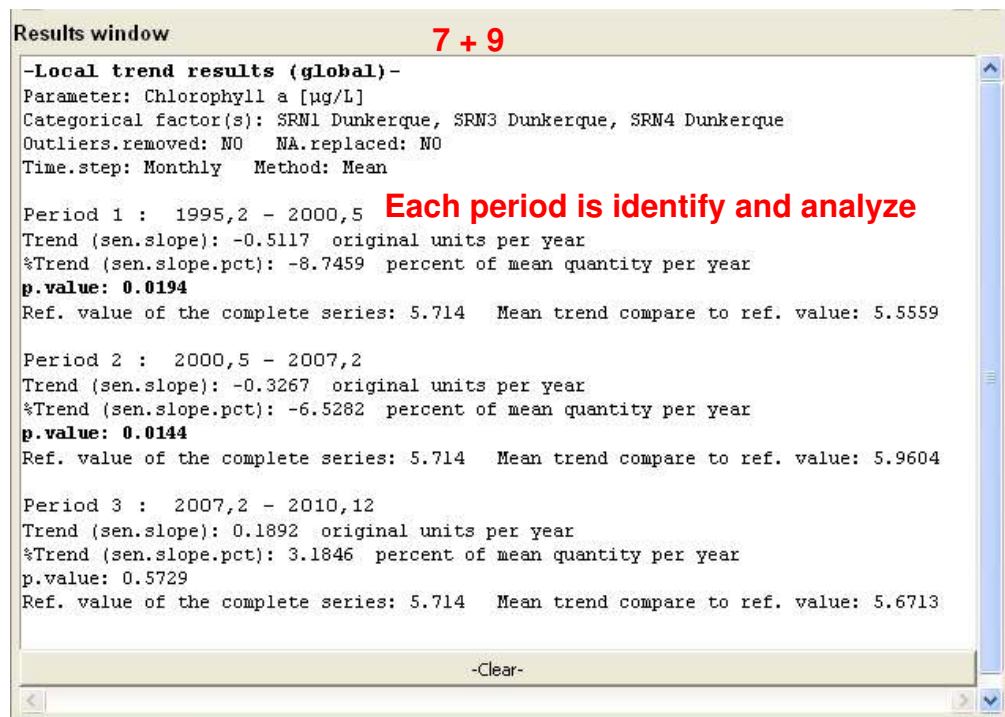 Results window
7 + 9
-Local trend results (global)-
Parameter: Chlorophyll a [µg/L]
Categorical factor(s): SRN1 Dunkerque, SRN3 Dunkerque, SRN4 Dunkerque
Outliers.removed: NO   NA.replaced: NO
Time.step: Monthly   Method: Mean
Period 1 :  1995,2 - 2000,5 Each period is identify and analyze
Trend (sen.slope): -0.5117  original units per year
%Trend (sen.slope.pct): -8.7459  percent of mean quantity per year
p.value: 0.0194
Ref. value of the complete series: 5.714   Mean trend compare to ref. value: 5.5559
Period 2 :  2000,5 - 2007,2
Trend (sen.slope): -0.3267  original units per year
%Trend (sen.slope.pct): -6.5282  percent of mean quantity per year
p.value: 0.0144
Ref. value of the complete series: 5.714   Mean trend compare to ref. value: 5.9604
Period 3 :  2007,2 - 2010,12
Trend (sen.slope): 0.1892  original units per year
%Trend (sen.slope.pct): 3.1846  percent of mean quantity per year
p.value: 0.5729
Ref. value of the complete series: 5.714   Mean trend compare to ref. value: 5.6713
-Clear-